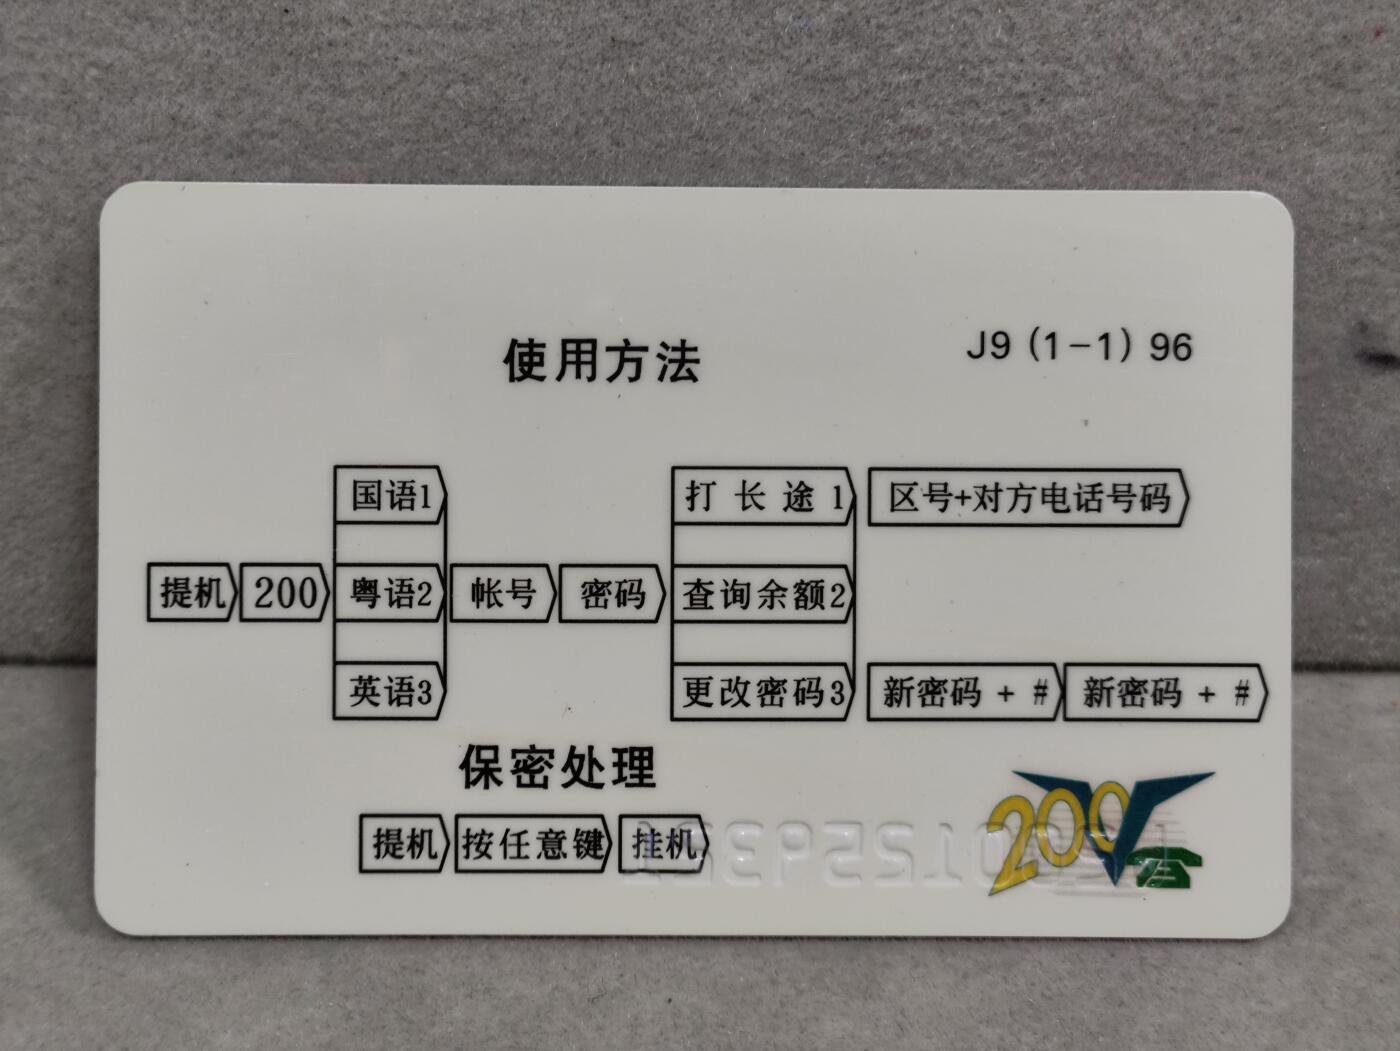 使用方法
J9 (1-1) 96
国语1
打长途1
区号+对方电话号码
提机
200
粤语2
帐号
密码
查询余额2
英语3
更改密码3
新密码 + #
新密码 + #
保密处理
提机
按任意键
挂机
200